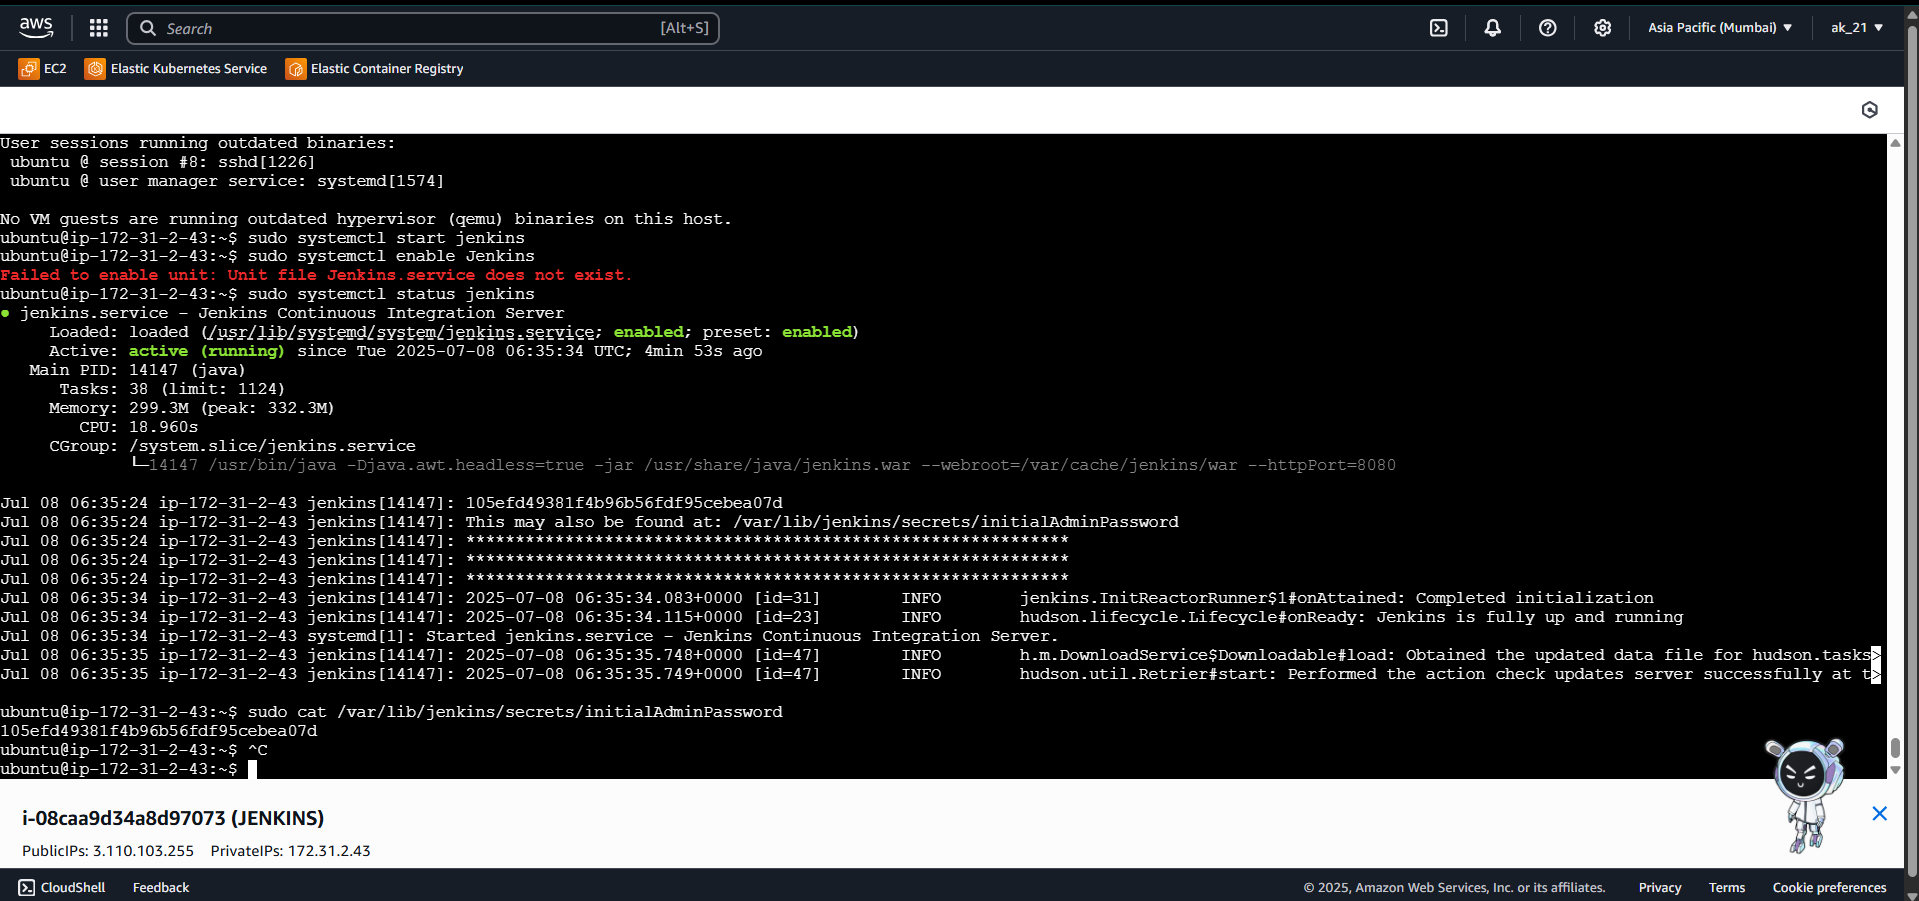 aws
Search [Alt+S]
Asia Pacific (Mumbai) ▼ ak_21 ▼
EC2 Elastic Kubernetes Service Elastic Container Registry
User sessions running outdated binaries:
 ubuntu @ session #8: sshd[1226]
 ubuntu @ user manager service: systemd[1574]
No VM guests are running outdated hypervisor (qemu) binaries on this host.
ubuntu@ip-172-31-2-43:~$ sudo systemctl start jenkins
ubuntu@ip-172-31-2-43:~$ sudo systemctl enable Jenkins
Failed to enable unit: Unit file Jenkins.service does not exist.
ubuntu@ip-172-31-2-43:~$ sudo systemctl status jenkins
● jenkins.service - Jenkins Continuous Integration Server
     Loaded: loaded (/usr/lib/systemd/system/jenkins.service; enabled; preset: enabled)
     Active: active (running) since Tue 2025-07-08 06:35:34 UTC; 4min 53s ago
   Main PID: 14147 (java)
      Tasks: 38 (limit: 1124)
     Memory: 299.3M (peak: 332.3M)
        CPU: 18.960s
     CGroup: /system.slice/jenkins.service
             └─14147 /usr/bin/java -Djava.awt.headless=true -jar /usr/share/java/jenkins.war --webroot=/var/cache/jenkins/war --httpPort=8080
Jul 08 06:35:24 ip-172-31-2-43 jenkins[14147]: 105efd49381f4b96b56fdf95cebea07d
Jul 08 06:35:24 ip-172-31-2-43 jenkins[14147]: This may also be found at: /var/lib/jenkins/secrets/initialAdminPassword
Jul 08 06:35:24 ip-172-31-2-43 jenkins[14147]: *************************************************************
Jul 08 06:35:24 ip-172-31-2-43 jenkins[14147]: *************************************************************
Jul 08 06:35:24 ip-172-31-2-43 jenkins[14147]: *************************************************************
Jul 08 06:35:34 ip-172-31-2-43 jenkins[14147]: 2025-07-08 06:35:34.083+0000 [id=31]        INFO        jenkins.InitReactorRunner$1#onAttained: Completed initialization
Jul 08 06:35:34 ip-172-31-2-43 jenkins[14147]: 2025-07-08 06:35:34.115+0000 [id=23]        INFO        hudson.lifecycle.Lifecycle#onReady: Jenkins is fully up and running
Jul 08 06:35:34 ip-172-31-2-43 systemd[1]: Started jenkins.service - Jenkins Continuous Integration Server.
Jul 08 06:35:35 ip-172-31-2-43 jenkins[14147]: 2025-07-08 06:35:35.748+0000 [id=47]        INFO        h.m.DownloadService$Downloadable#load: Obtained the updated data file for hudson.tasks>
Jul 08 06:35:35 ip-172-31-2-43 jenkins[14147]: 2025-07-08 06:35:35.749+0000 [id=47]        INFO        hudson.util.Retrier#start: Performed the action check updates server successfully at t>
ubuntu@ip-172-31-2-43:~$ sudo cat /var/lib/jenkins/secrets/initialAdminPassword
105efd49381f4b96b56fdf95cebea07d
ubuntu@ip-172-31-2-43:~$ ^C
ubuntu@ip-172-31-2-43:~$
i-08caa9d34a8d97073 (JENKINS)
PublicIPs: 3.110.103.255 PrivateIPs: 172.31.2.43
CloudShell Feedback © 2025, Amazon Web Services, Inc. or its affiliates. Privacy Terms Cookie preferences